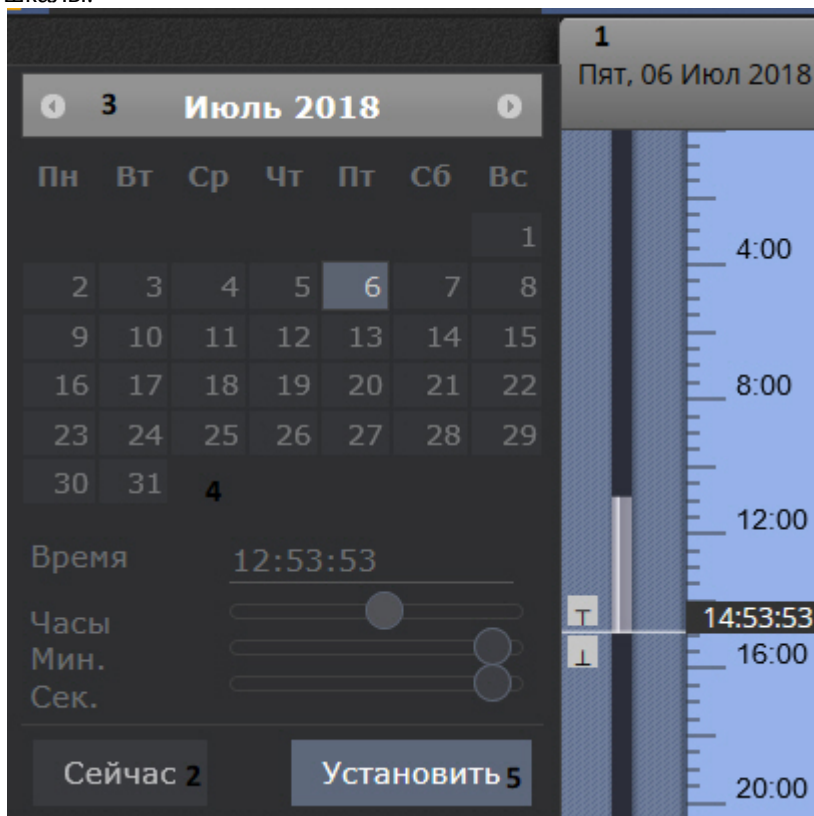 шкалы.
1
Пят, 06 Июл 2018
3 Июль 2018
Пн Вт Ср Чт Пт Сб Вс
1
2 3 4 5 6 7 8
9 10 11 12 13 14 15
16 17 18 19 20 21 22
23 24 25 26 27 28 29
30 31 4
Время 12:53:53
Часы
Мин.
Сек.
Сейчас 2 Установить 5
4:00
8:00
12:00
14:53:53
16:00
20:00